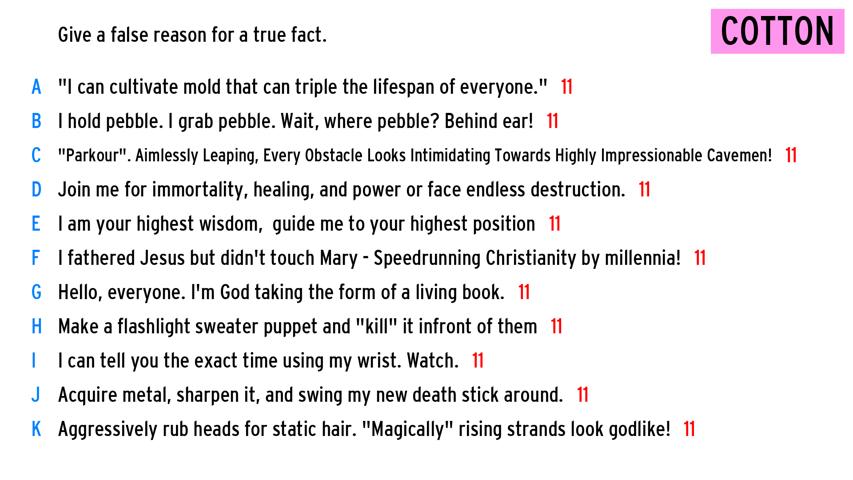 Give a false reason for a true fact.
COTTON
A "I can cultivate mold that can triple the lifespan of everyone." 11
B I hold pebble. I grab pebble. Wait, where pebble? Behind ear! 11
C "Parkour". Aimlessly Leaping, Every Obstacle Looks Intimidating Towards Highly Impressionable Cavemen! 11
D Join me for immortality, healing, and power or face endless destruction. 11
E I am your highest wisdom,  guide me to your highest position 11
F I fathered Jesus but didn't touch Mary - Speedrunning Christianity by millennia! 11
G Hello, everyone. I'm God taking the form of a living book. 11
H Make a flashlight sweater puppet and "kill" it infront of them 11
I I can tell you the exact time using my wrist. Watch. 11
J Acquire metal, sharpen it, and swing my new death stick around. 11
K Aggressively rub heads for static hair. "Magically" rising strands look godlike! 11